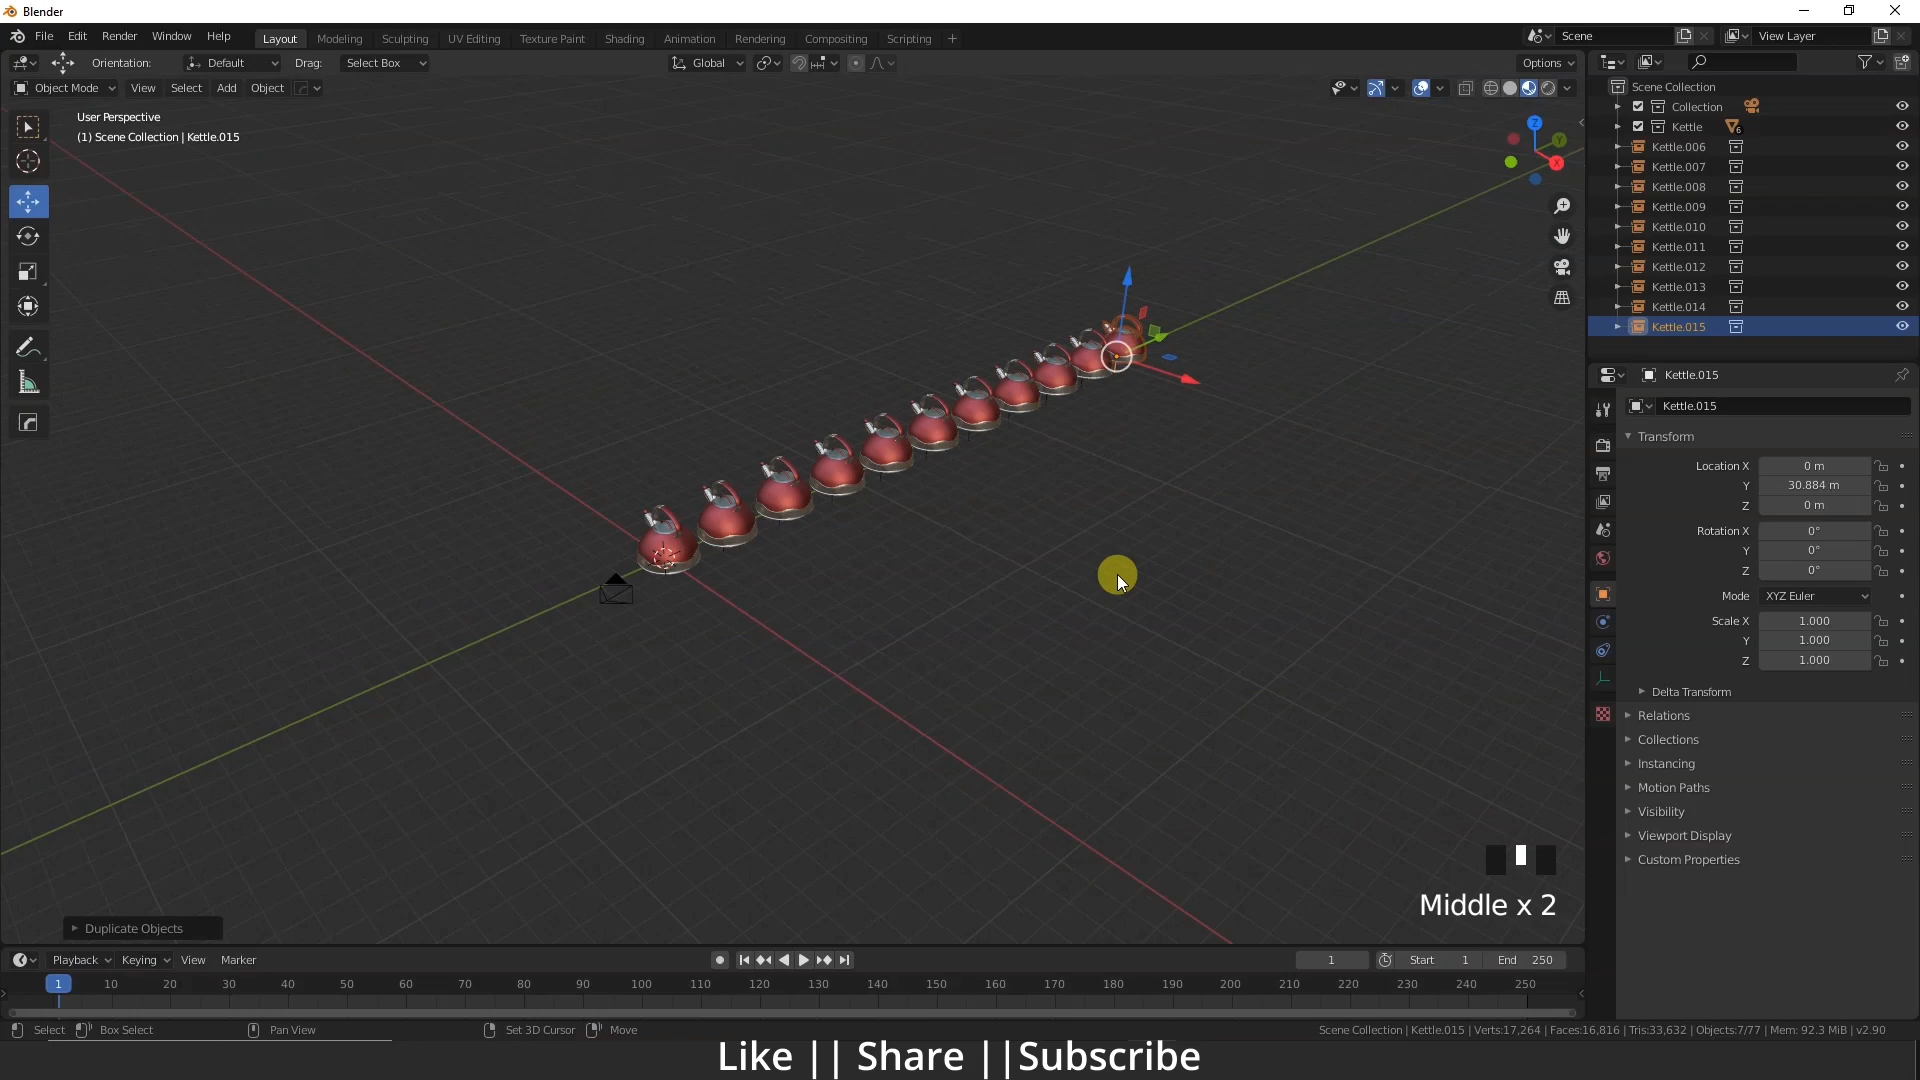 Blender
File Edit Render Window Help
Layout Modeling Sculpting UV Editing Texture Paint Shading Animation Rendering Compositing Scripting +
Scene
View Layer
Orientation: Default Drag: Select Box Global Options
Object Mode View Select Add Object
User Perspective
(1) Scene Collection | Kettle.015
Z
Y
X
Scene Collection
Collection
Kettle 6
Kettle.006
Kettle.007
Kettle.008
Kettle.009
Kettle.010
Kettle.011
Kettle.012
Kettle.013
Kettle.014
Kettle.015
Kettle.015
Kettle.015
Transform
Location X 0 m
Y 30.884 m
Z 0 m
Rotation X 0°
Y 0°
Z 0°
Mode XYZ Euler
Scale X 1.000
Y 1.000
Z 1.000
Delta Transform
Relations
Collections
Instancing
Motion Paths
Visibility
Viewport Display
Custom Properties
Middle x 2
Duplicate Objects
Playback Keying View Marker 1 Start 1 End 250
1 10 20 30 40 50 60 70 80 90 100 110 120 130 140 150 160 170 180 190 200 210 220 230 240 250
Select Box Select Pan View Set 3D Cursor Move Scene Collection | Kettle.015 | Verts:17,264 | Faces:16,816 | Tris:33,632 | Objects:7/77 | Mem: 92.3 MiB | v2.90
Like || Share ||Subscribe